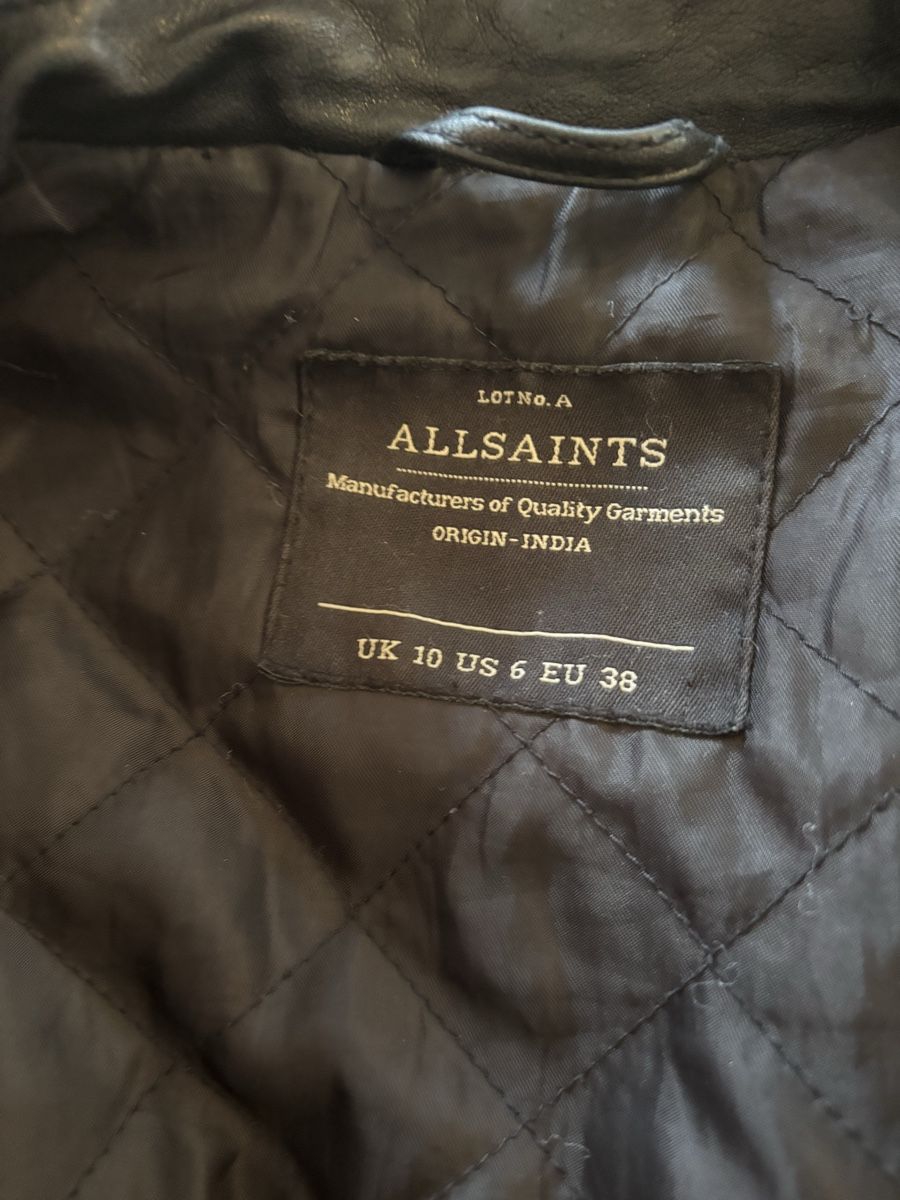 LOT No. A
ALLSAINTS
Manufacturers of Quality Garments
ORIGIN-INDIA
UK 10 US 6 EU 38